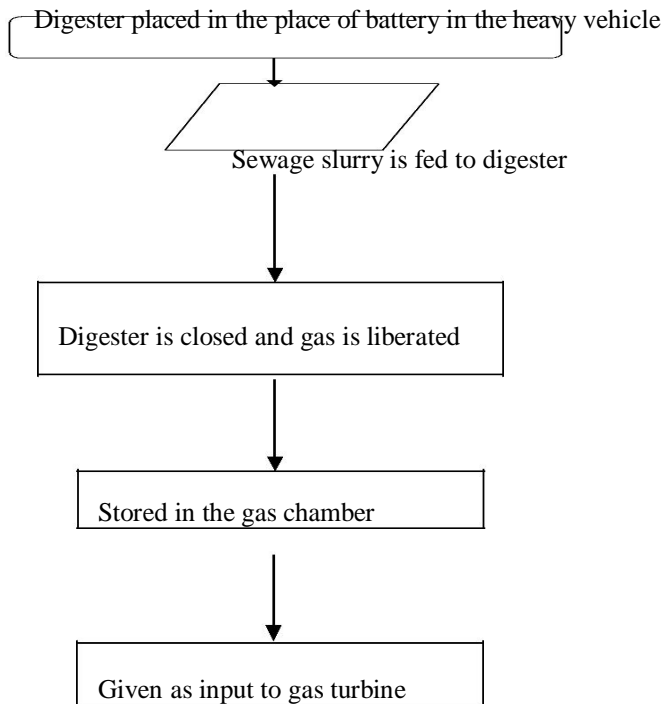 Digester placed in the place of battery in the heavy vehicle
Sewage slurry is fed to digester
Digester is closed and gas is liberated
Stored in the gas chamber
Given as input to gas turbine